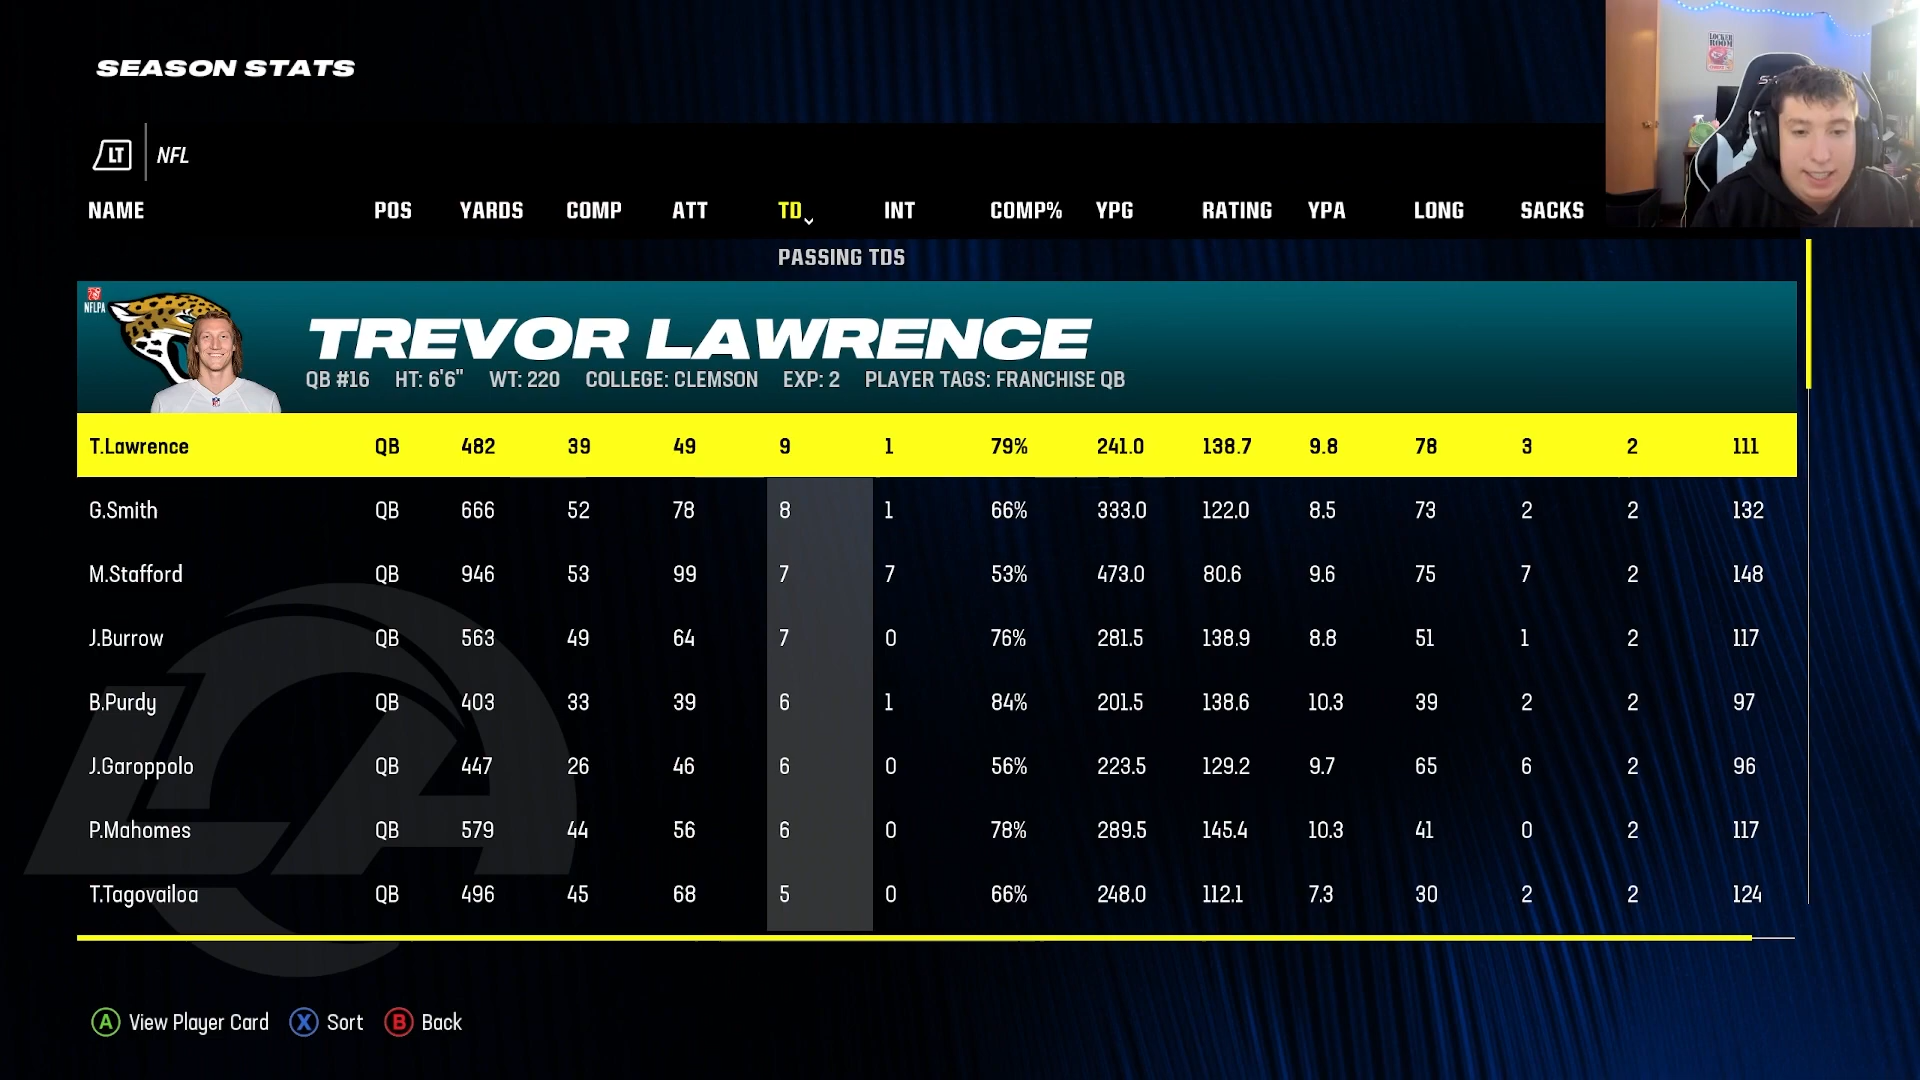 SEASON STATS
LT NFL
NAME POS YARDS COMP ATT TD INT COMP% YPG RATING YPA LONG SACKS
PASSING TDS
NFLPA
TREVOR LAWRENCE
QB #16 HT: 6'6" WT: 220 COLLEGE: CLEMSON EXP: 2 PLAYER TAGS: FRANCHISE QB
T.Lawrence QB 482 39 49 9 1 79% 241.0 138.7 9.8 78 3 2 111
G.Smith QB 666 52 78 8 1 66% 333.0 122.0 8.5 73 2 2 132
M.Stafford QB 946 53 99 7 7 53% 473.0 80.6 9.6 75 7 2 148
J.Burrow QB 563 49 64 7 0 76% 281.5 138.9 8.8 51 1 2 117
B.Purdy QB 403 33 39 6 1 84% 201.5 138.6 10.3 39 2 2 97
J.Garoppolo QB 447 26 46 6 0 56% 223.5 129.2 9.7 65 6 2 96
P.Mahomes QB 579 44 56 6 0 78% 289.5 145.4 10.3 41 0 2 117
T.Tagovailoa QB 496 45 68 5 0 66% 248.0 112.1 7.3 30 2 2 124
A View Player Card X Sort B Back
LOCKER
ROOM